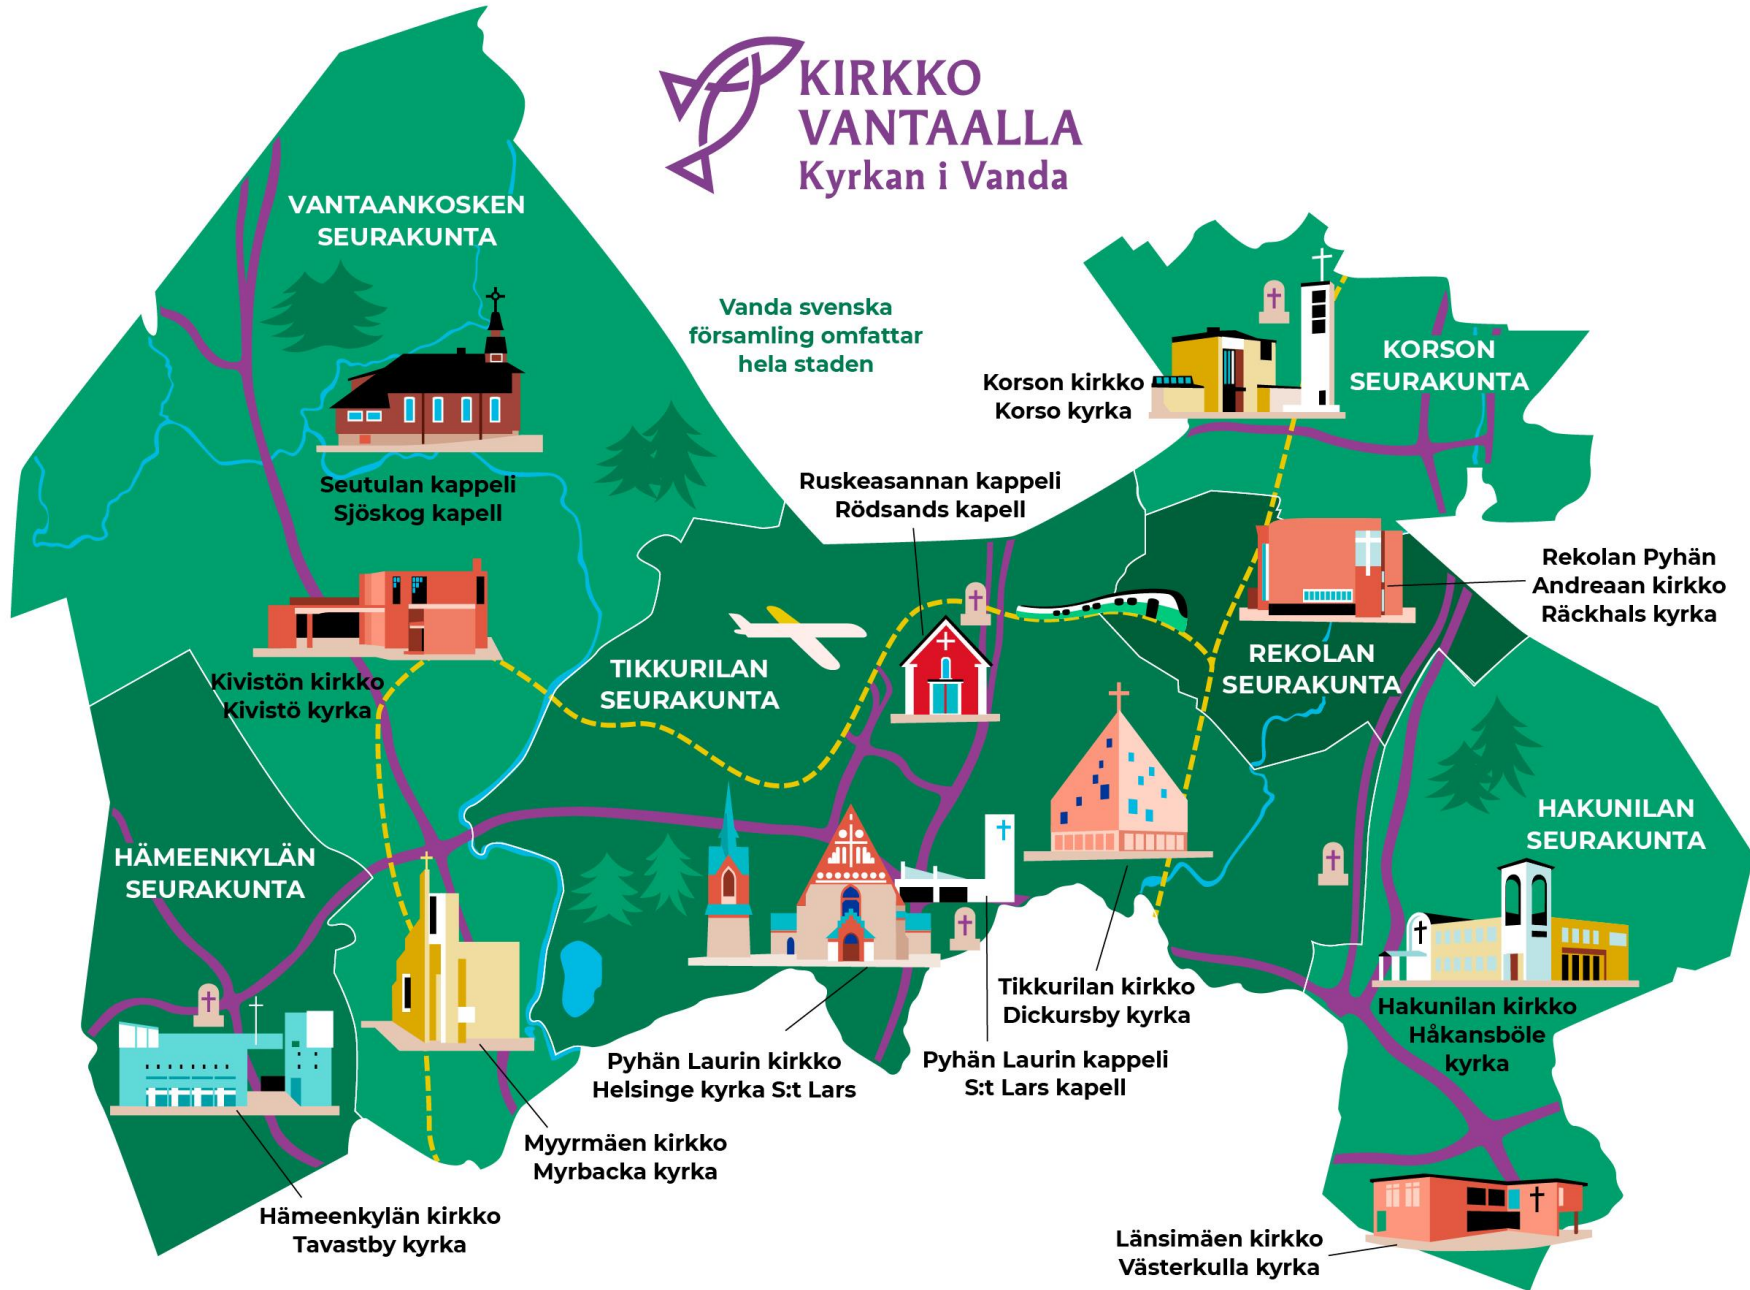 KIRKKO
VANTAALLA
Kyrkan i Vanda
VANTAANKOSKEN
SEURAKUNTA
Vanda svenska
församling omfattar
hela staden
KORSON
SEURAKUNTA
Korson kirkko
Korso kyrka
Seutulan kappeli
Sjöskog kapell
Ruskeasannan kappeli
Rödsands kapell
Rekolan Pyhän
Andreaan kirkko
Räckhals kyrka
Kivistön kirkko
Kivistö kyrka
TIKKURILAN
SEURAKUNTA
REKOLAN
SEURAKUNTA
HÄMEENKYLÄN
SEURAKUNTA
HAKUNILAN
SEURAKUNTA
Tikkurilan kirkko
Dickursby kyrka
Hakunilan kirkko
Håkansböle
kyrka
Pyhän Laurin kirkko
Helsinge kyrka S:t Lars
Pyhän Laurin kappeli
S:t Lars kapell
Myyrmäen kirkko
Myrbacka kyrka
Hämeenkylän kirkko
Tavastby kyrka
Länsimäen kirkko
Västerkulla kyrka